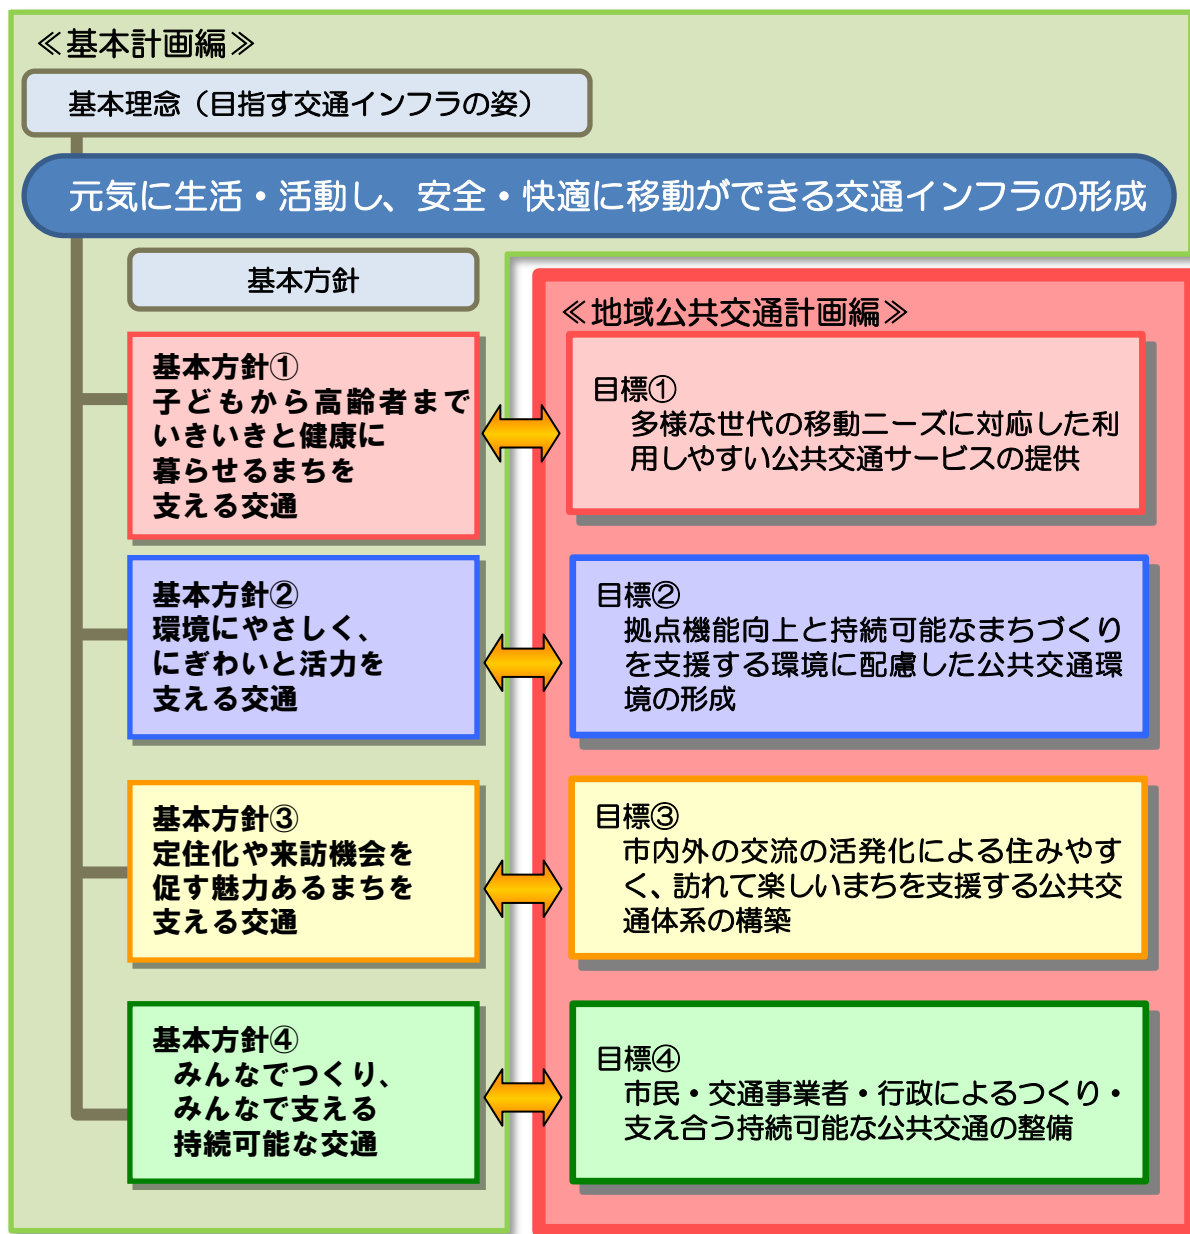 ≪基本計画編≫
基本理念（目指す交通インフラの姿）
元気に生活・活動し、安全・快適に移動ができる交通インフラの形成
基本方針
基本方針①
子どもから高齢者まで
いきいきと健康に
暮らせるまちを
支える交通
基本方針②
環境にやさしく、
にぎわいと活力を
支える交通
基本方針③
定住化や来訪機会を
促す魅力あるまちを
支える交通
基本方針④
みんなでつくり、
みんなで支える
持続可能な交通
≪地域公共交通計画編≫
目標①
多様な世代の移動ニーズに対応した利
用しやすい公共交通サービスの提供
目標②
拠点機能向上と持続可能なまちづくり
を支援する環境に配慮した公共交通環
境の形成
目標③
市内外の交流の活発化による住みやす
く、訪れて楽しいまちを支援する公共交
通体系の構築
目標④
市民・交通事業者・行政によるつくり・
支え合う持続可能な公共交通の整備